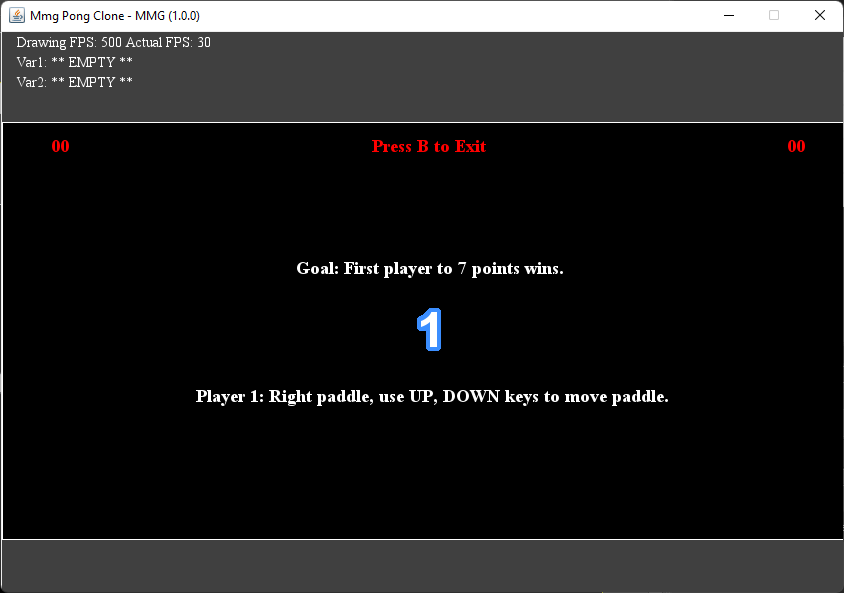 Mmg Pong Clone - MMG (1.0.0)
Drawing FPS: 500 Actual FPS: 30
Var1: ** EMPTY **
Var2: ** EMPTY **
00 Press B to Exit 00
Goal: First player to 7 points wins.
1
Player 1: Right paddle, use UP, DOWN keys to move paddle.